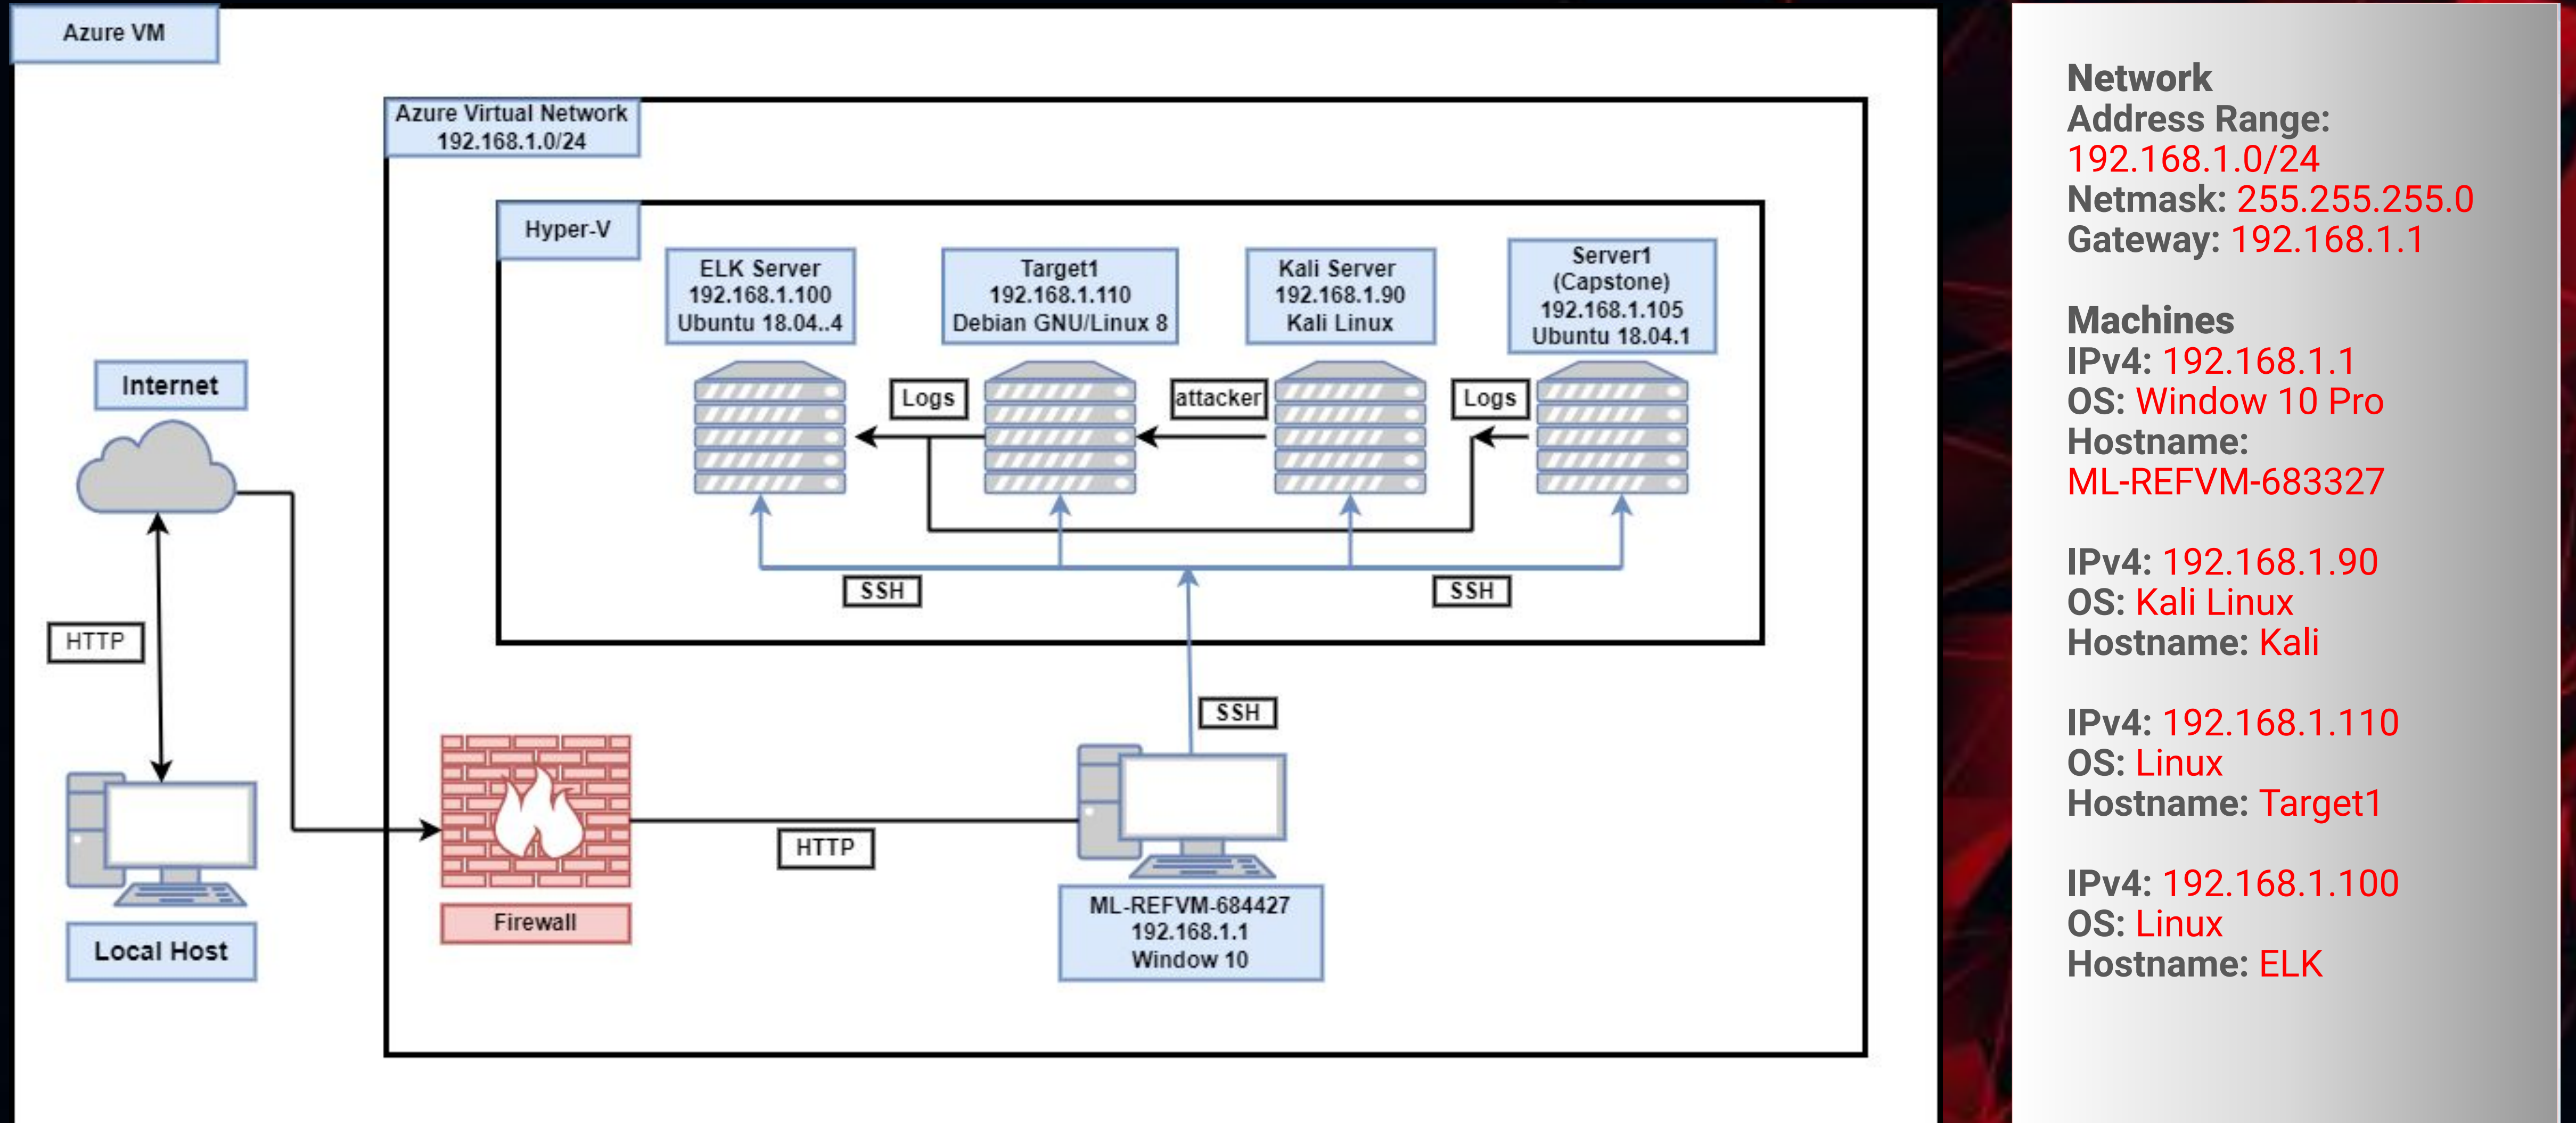 Azure VM
Azure Virtual Network
192.168.1.0/24
Hyper-V
ELK Server
192.168.1.100
Ubuntu 18.04..4
Target1
192.168.1.110
Debian GNU/Linux 8
Kali Server
192.168.1.90
Kali Linux
Server1
(Capstone)
192.168.1.105
Ubuntu 18.04.1
Logs
attacker
Logs
SSH
SSH
SSH
Internet
HTTP
Local Host
Firewall
HTTP
ML-REFVM-684427
192.168.1.1
Window 10
Network
Address Range:
192.168.1.0/24
Netmask: 255.255.255.0
Gateway: 192.168.1.1
Machines
IPv4: 192.168.1.1
OS: Window 10 Pro
Hostname:
ML-REFVM-683327
IPv4: 192.168.1.90
OS: Kali Linux
Hostname: Kali
IPv4: 192.168.1.110
OS: Linux
Hostname: Target1
IPv4: 192.168.1.100
OS: Linux
Hostname: ELK